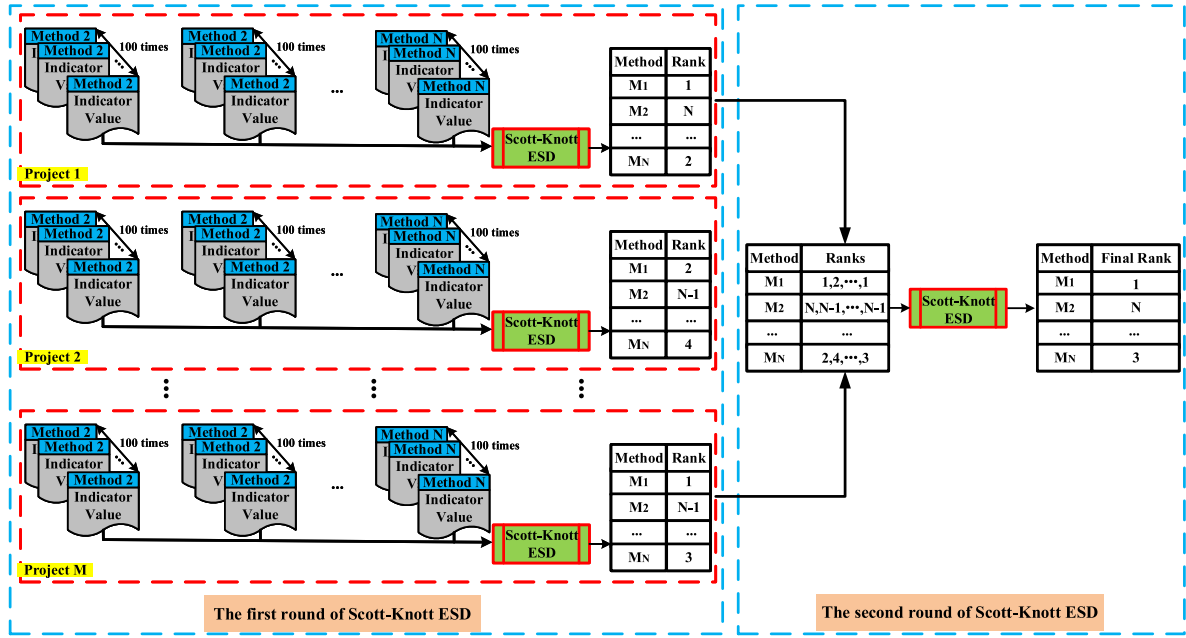 Method 2
Method 2
I
Method 2
Indicator
V
Indicator
Value
100 times
...
Method 2
Method 2
I
Method 2
Indicator
V
Indicator
Value
100 times
...
...
Method N
Method N
I
Method N
Indicator
V
Indicator
Value
100 times
...
Scott-Knott
ESD
Method Rank
M1 1
M2 N
... ...
MN 2
Project 1
Method 2
Method 2
I
Method 2
Indicator
V
Indicator
Value
100 times
...
Method 2
Method 2
I
Method 2
Indicator
V
Indicator
Value
100 times
...
...
Method N
Method N
I
Method N
Indicator
V
Indicator
Value
100 times
...
Scott-Knott
ESD
Method Rank
M1 2
M2 N-1
... ...
MN 4
Project 2
Method 2
Method 2
I
Method 2
Indicator
V
Indicator
Value
100 times
...
Method 2
Method 2
I
Method 2
Indicator
V
Indicator
Value
100 times
...
...
Method N
Method N
I
Method N
Indicator
V
Indicator
Value
100 times
...
Scott-Knott
ESD
Method Rank
M1 1
M2 N-1
... ...
MN 3
Project M
The first round of Scott-Knott ESD
Method Ranks
M1 1,2,···,1
M2 N,N-1,···,N-1
... ...
MN 2,4,···,3
Scott-Knott
ESD
Method Final Rank
M1 1
M2 N
... ...
MN 3
The second round of Scott-Knott ESD